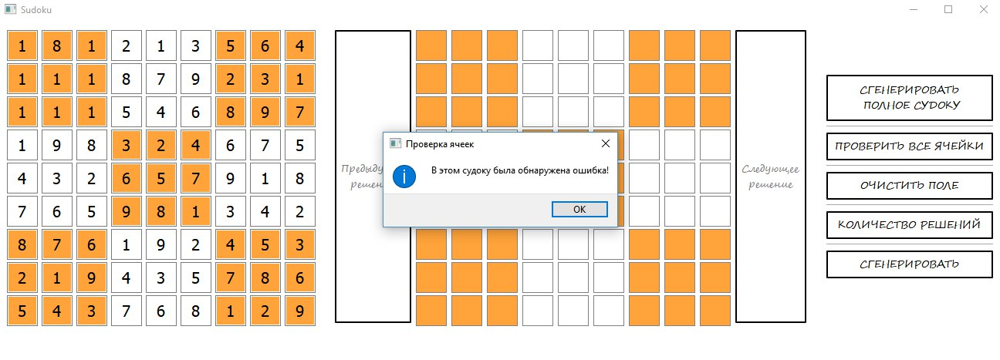 Sudoku
1 8 1 2 1 3 5 6 4
1 1 1 8 7 9 2 3 1
1 1 1 5 4 6 8 9 7
1 9 8 3 2 4 6 7 5
4 3 2 6 5 7 9 1 8
7 6 5 9 8 1 3 4 2
8 7 6 1 9 2 4 5 3
2 1 9 4 3 5 7 8 6
5 4 3 7 6 8 1 2 9
Проверка ячеек
В этом судоку была обнаружена ошибка!
OK
Следующее
решение
СГЕНЕРИРОВАТЬ
ПОЛНОЕ СУДОКУ
ПРОВЕРИТЬ ВСЕ ЯЧЕЙКИ
ОЧИСТИТЬ ПОЛЕ
КОЛИЧЕСТВО РЕШЕНИЙ
СГЕНЕРИРОВАТЬ